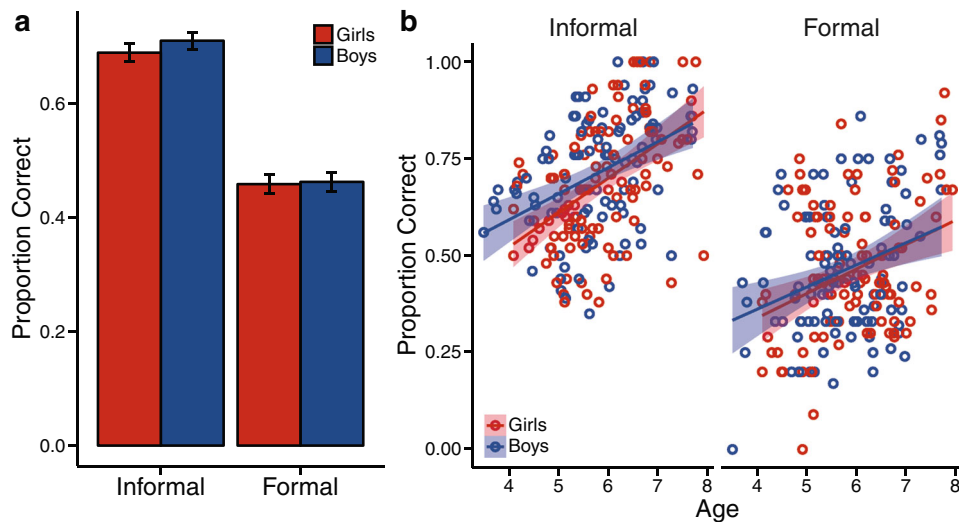 a
Proportion Correct
0.6
0.4
0.2
0.0
Girls
Boys
Informal Formal
b
Informal Formal
Proportion Correct
1.00
0.75
0.50
0.25
0.00
Girls
Boys
4 5 6 7 8 4 5 6 7 8
Age